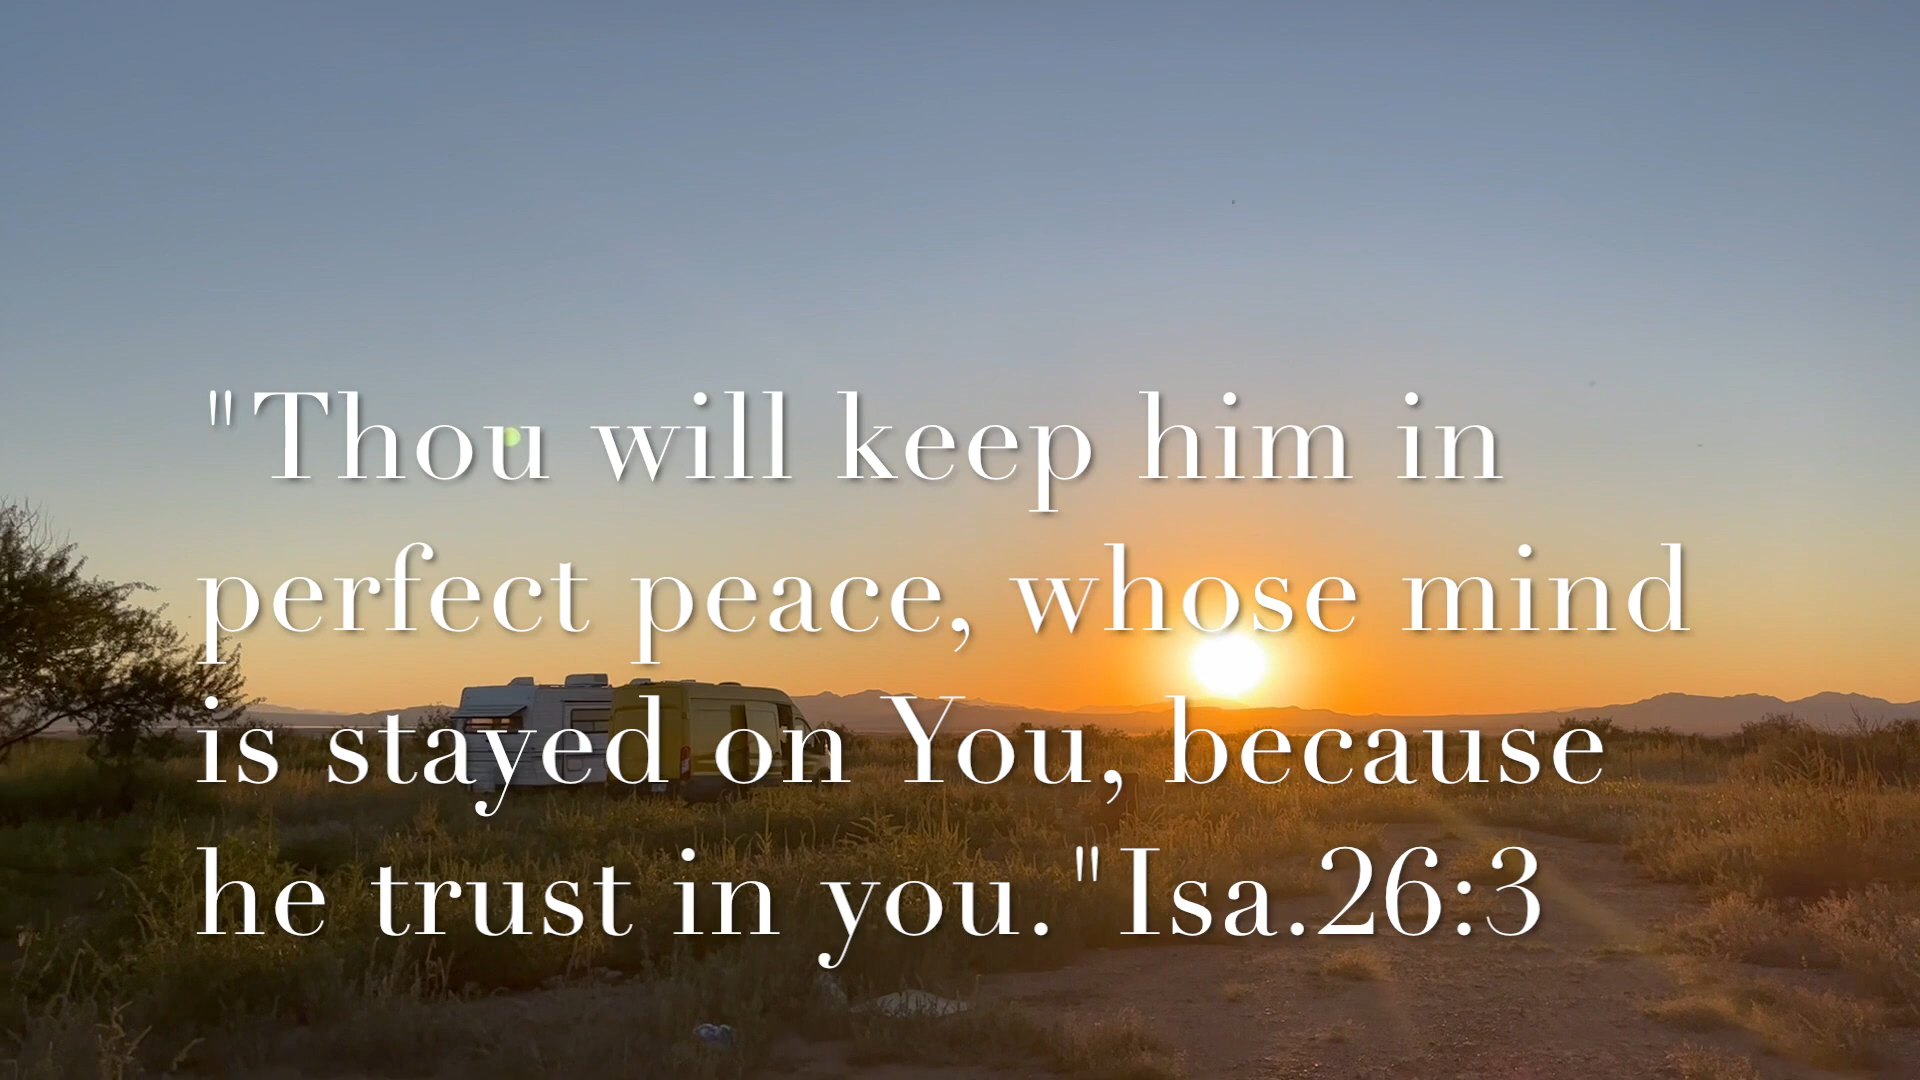 "Thou will keep him in
perfect peace, whose mind
is stayed on You, because
he trust in you."Isa.26:3